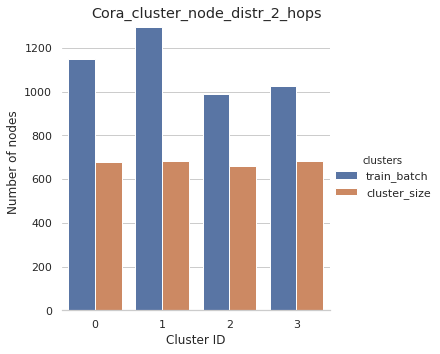 Cora_cluster_node_distr_2_hops
Number of nodes
1200
1000
800
600
400
200
0
0 1 2 3
Cluster ID
clusters
train_batch
cluster_size